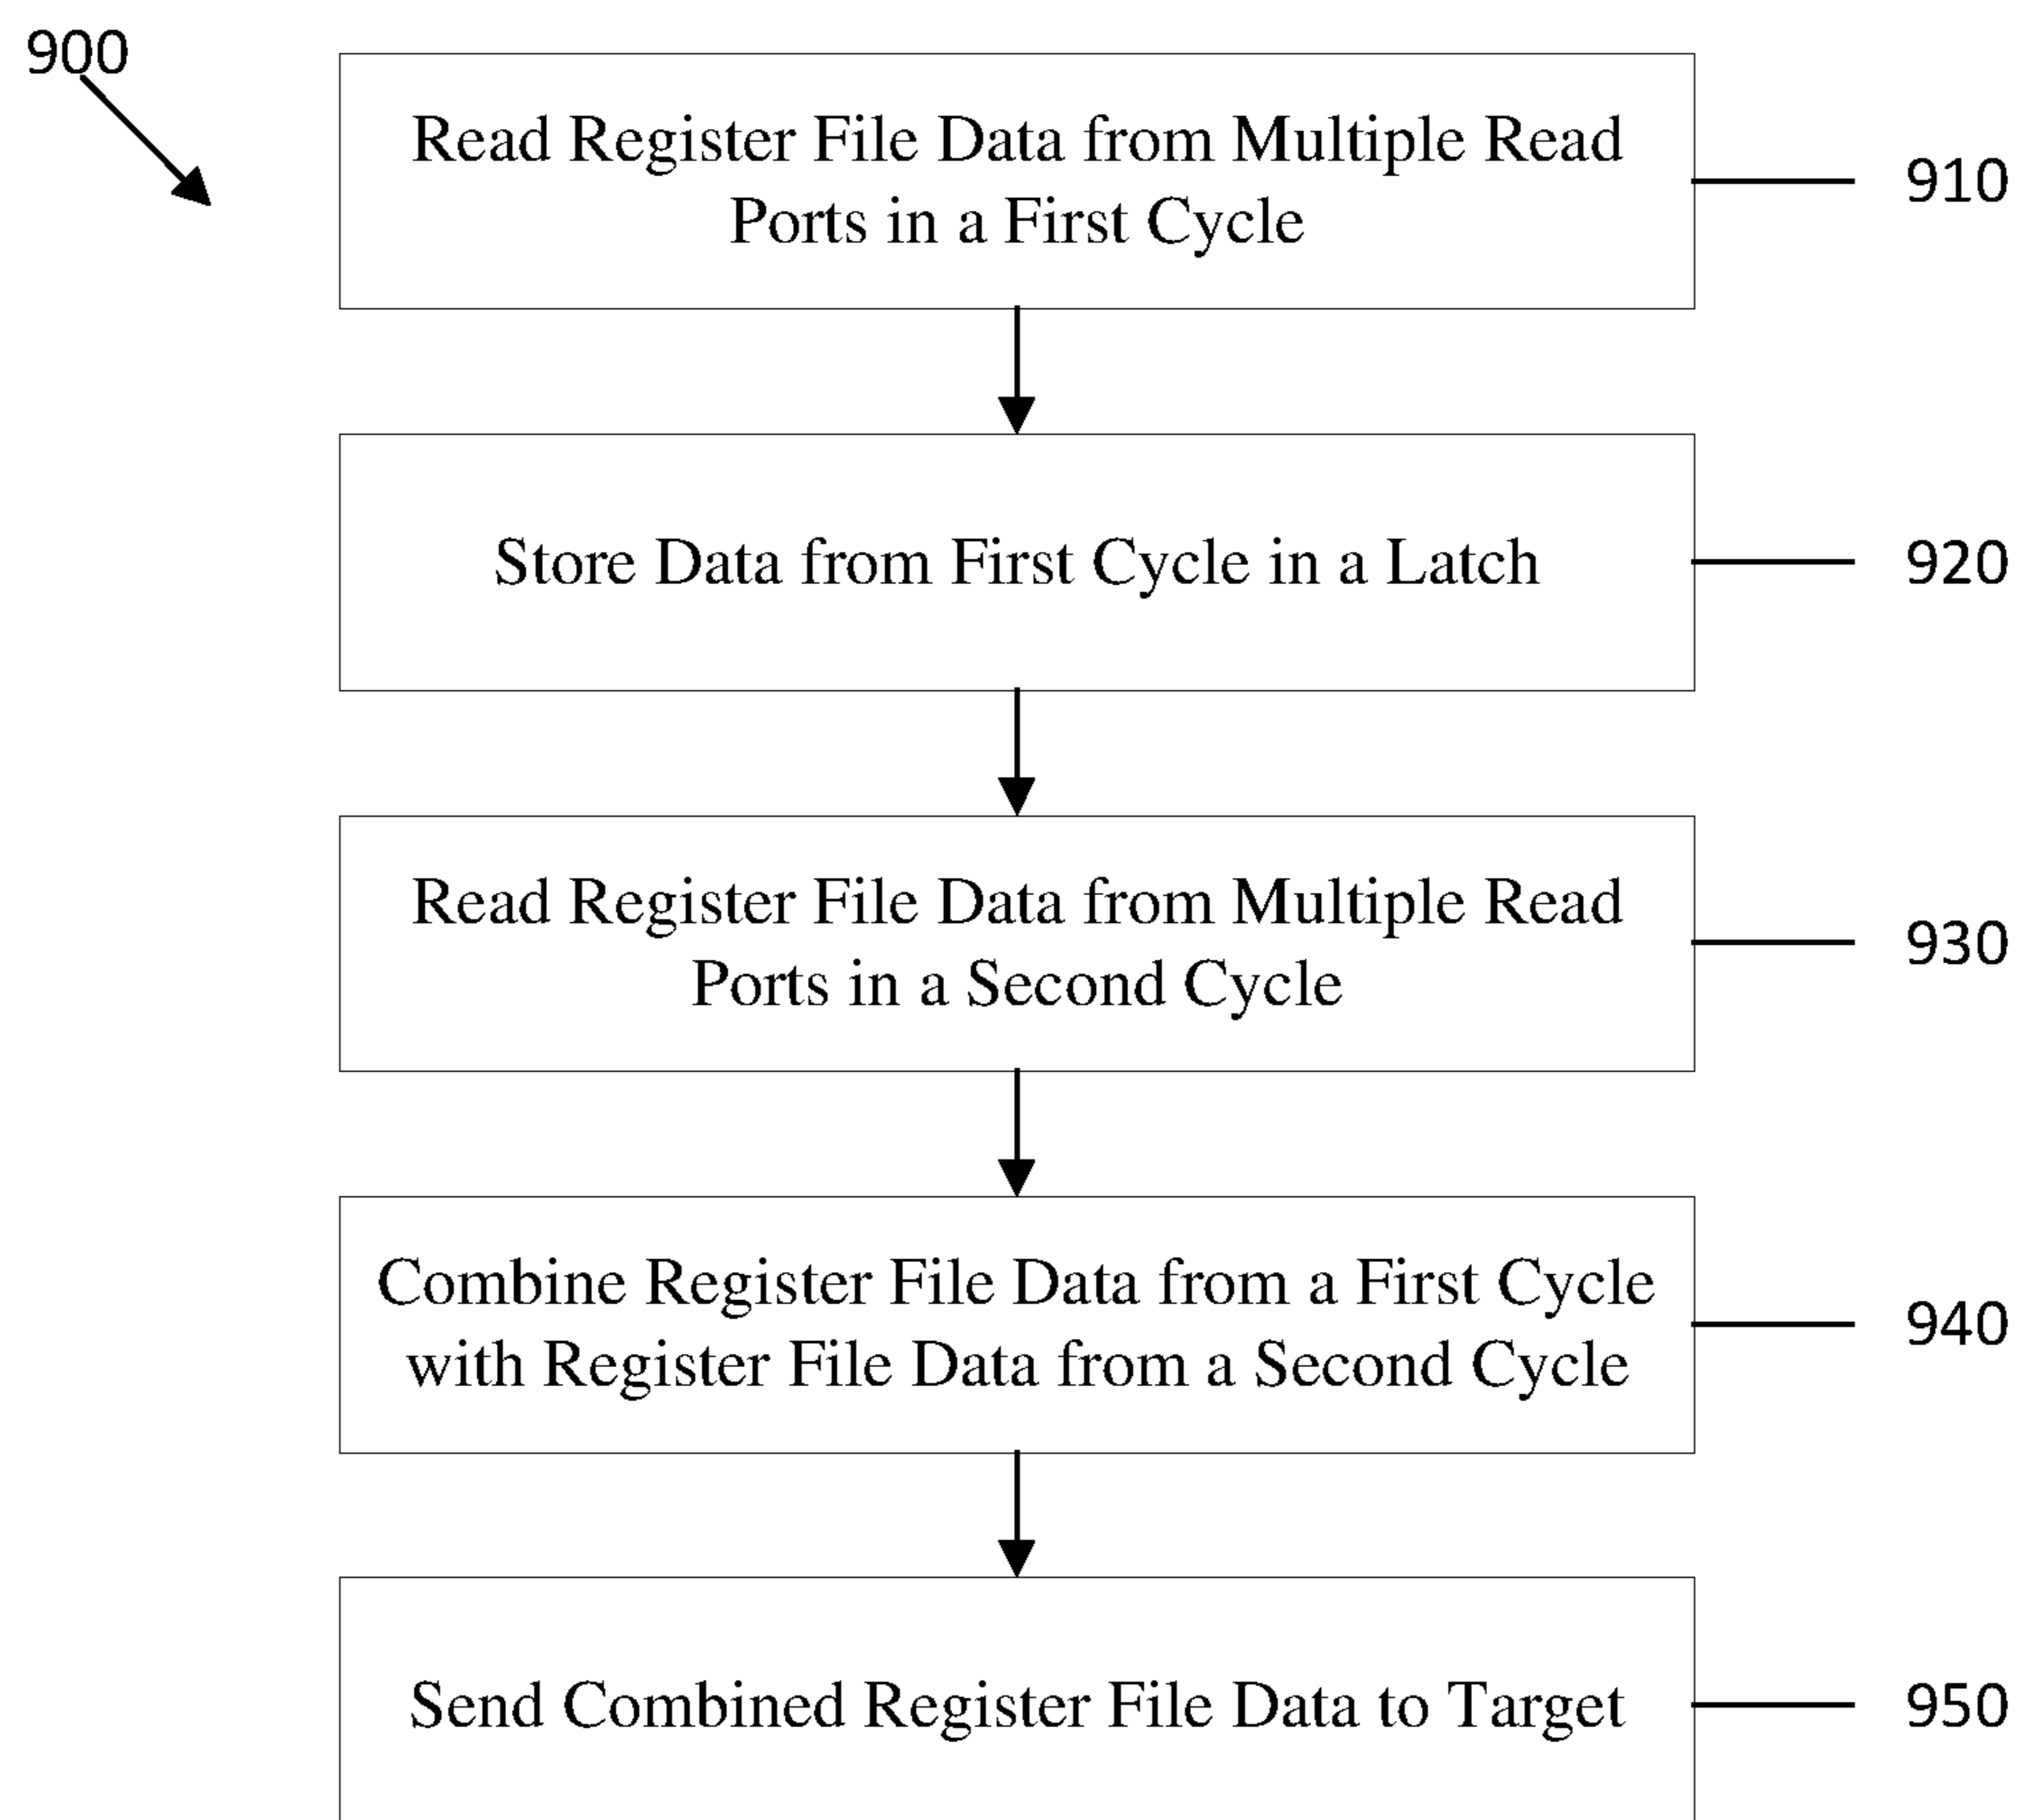 900
Read Register File Data from Multiple Read
Ports in a First Cycle
910
Store Data from First Cycle in a Latch
920
Read Register File Data from Multiple Read
Ports in a Second Cycle
930
Combine Register File Data from a First Cycle
with Register File Data from a Second Cycle
940
Send Combined Register File Data to Target
950